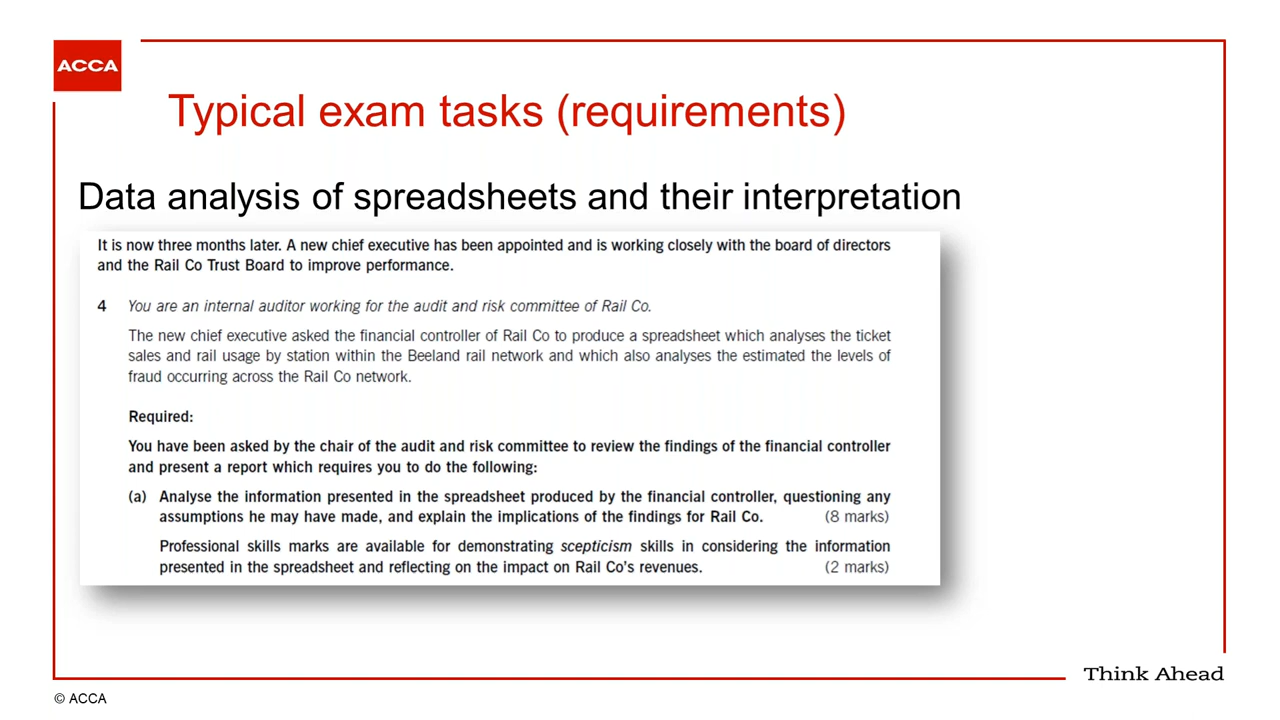 ACCA
Typical exam tasks (requirements)
Data analysis of spreadsheets and their interpretation
It is now three months later. A new chief executive has been appointed and is working closely with the board of directors
and the Rail Co Trust Board to improve performance.
4 You are an internal auditor working for the audit and risk committee of Rail Co.
The new chief executive asked the financial controller of Rail Co to produce a spreadsheet which analyses the ticket
sales and rail usage by station within the Beeland rail network and which also analyses the estimated the levels of
fraud occurring across the Rail Co network.
Required:
You have been asked by the chair of the audit and risk committee to review the findings of the financial controller
and present a report which requires you to do the following:
(a) Analyse the information presented in the spreadsheet produced by the financial controller, questioning any
assumptions he may have made, and explain the implications of the findings for Rail Co. (8 marks)
Professional skills marks are available for demonstrating scepticism skills in considering the information
presented in the spreadsheet and reflecting on the impact on Rail Co's revenues. (2 marks)
Think Ahead
© ACCA